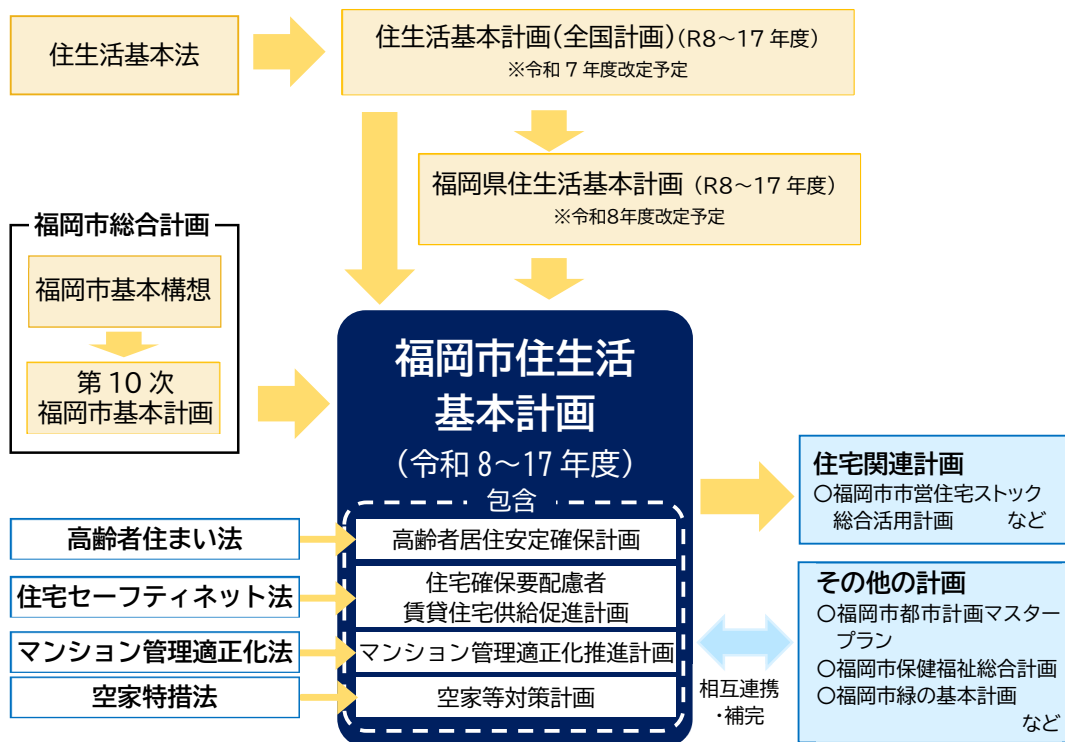 住生活基本法
住生活基本計画(全国計画)(R8~17年度)
※令和7年度改定予定
福岡県住生活基本計画(R8~17年度)
※令和8年度改定予定
福岡市総合計画
福岡市基本構想
第10次
福岡市基本計画
福岡市住生活
基本計画
(令和8~17年度)
包含
高齢者住まい法
高齢者居住安定確保計画
住宅セーフティネット法
住宅確保要配慮者
賃貸住宅供給促進計画
マンション管理適正化法
マンション管理適正化推進計画
空家特措法
空家等対策計画
住宅関連計画
○福岡市市営住宅ストック
総合活用計画 など
相互連携
・補完
その他の計画
○福岡市都市計画マスター
プラン
○福岡市保健福祉総合計画
○福岡市緑の基本計画
など